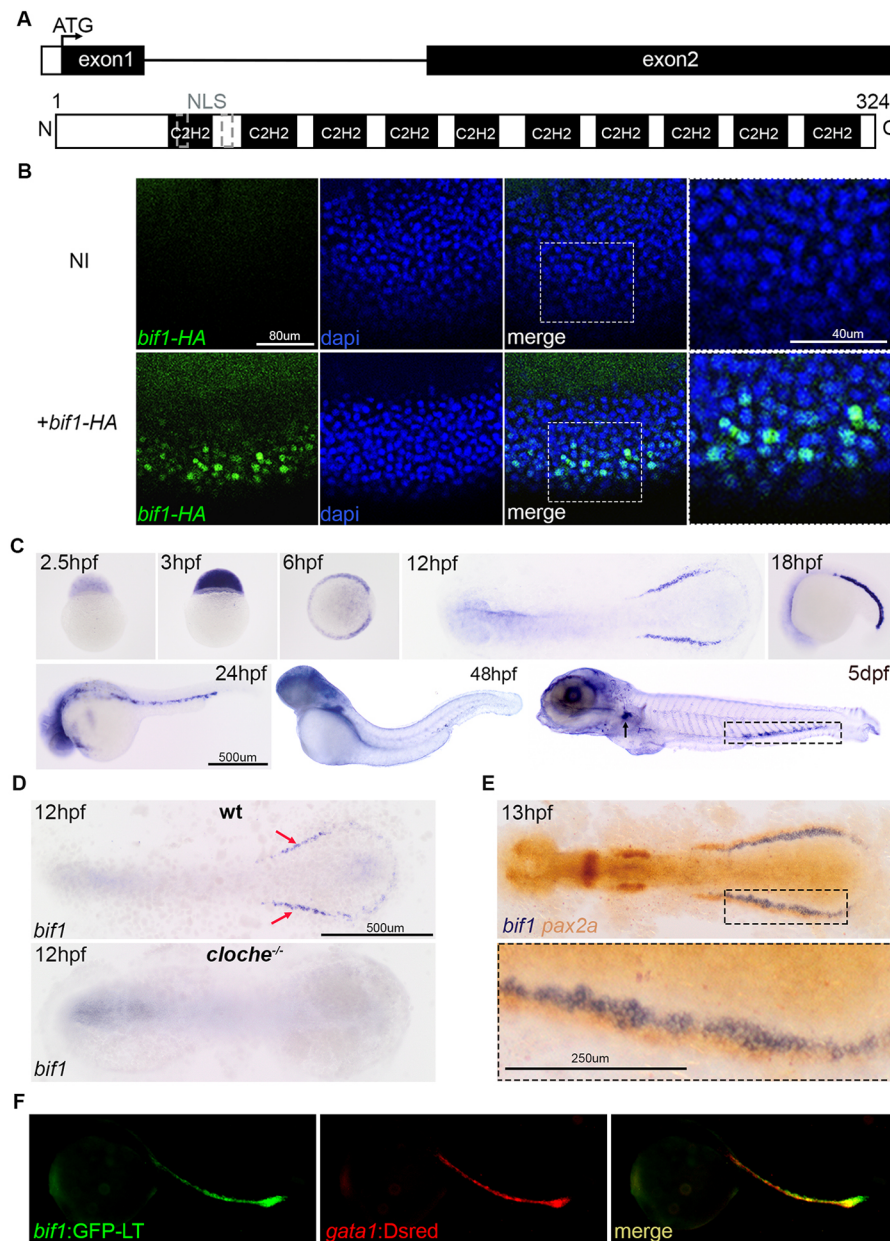 A
ATG
exon1
exon2
1
NLS
324
N
C2H2
C2H2
C2H2
C2H2
C2H2
C2H2
C2H2
C2H2
C2H2
C2H2
C
B
NI
bif1-HA
80um
dapi
merge
40um
+bif1-HA
bif1-HA
dapi
merge
C
2.5hpf
3hpf
6hpf
12hpf
18hpf
24hpf
500um
48hpf
5dpf
D
12hpf
wt
bif1
500um
12hpf
cloche-/-
bif1
E
13hpf
bif1 pax2a
250um
F
bif1:GFP-LT
gata1:Dsred
merge